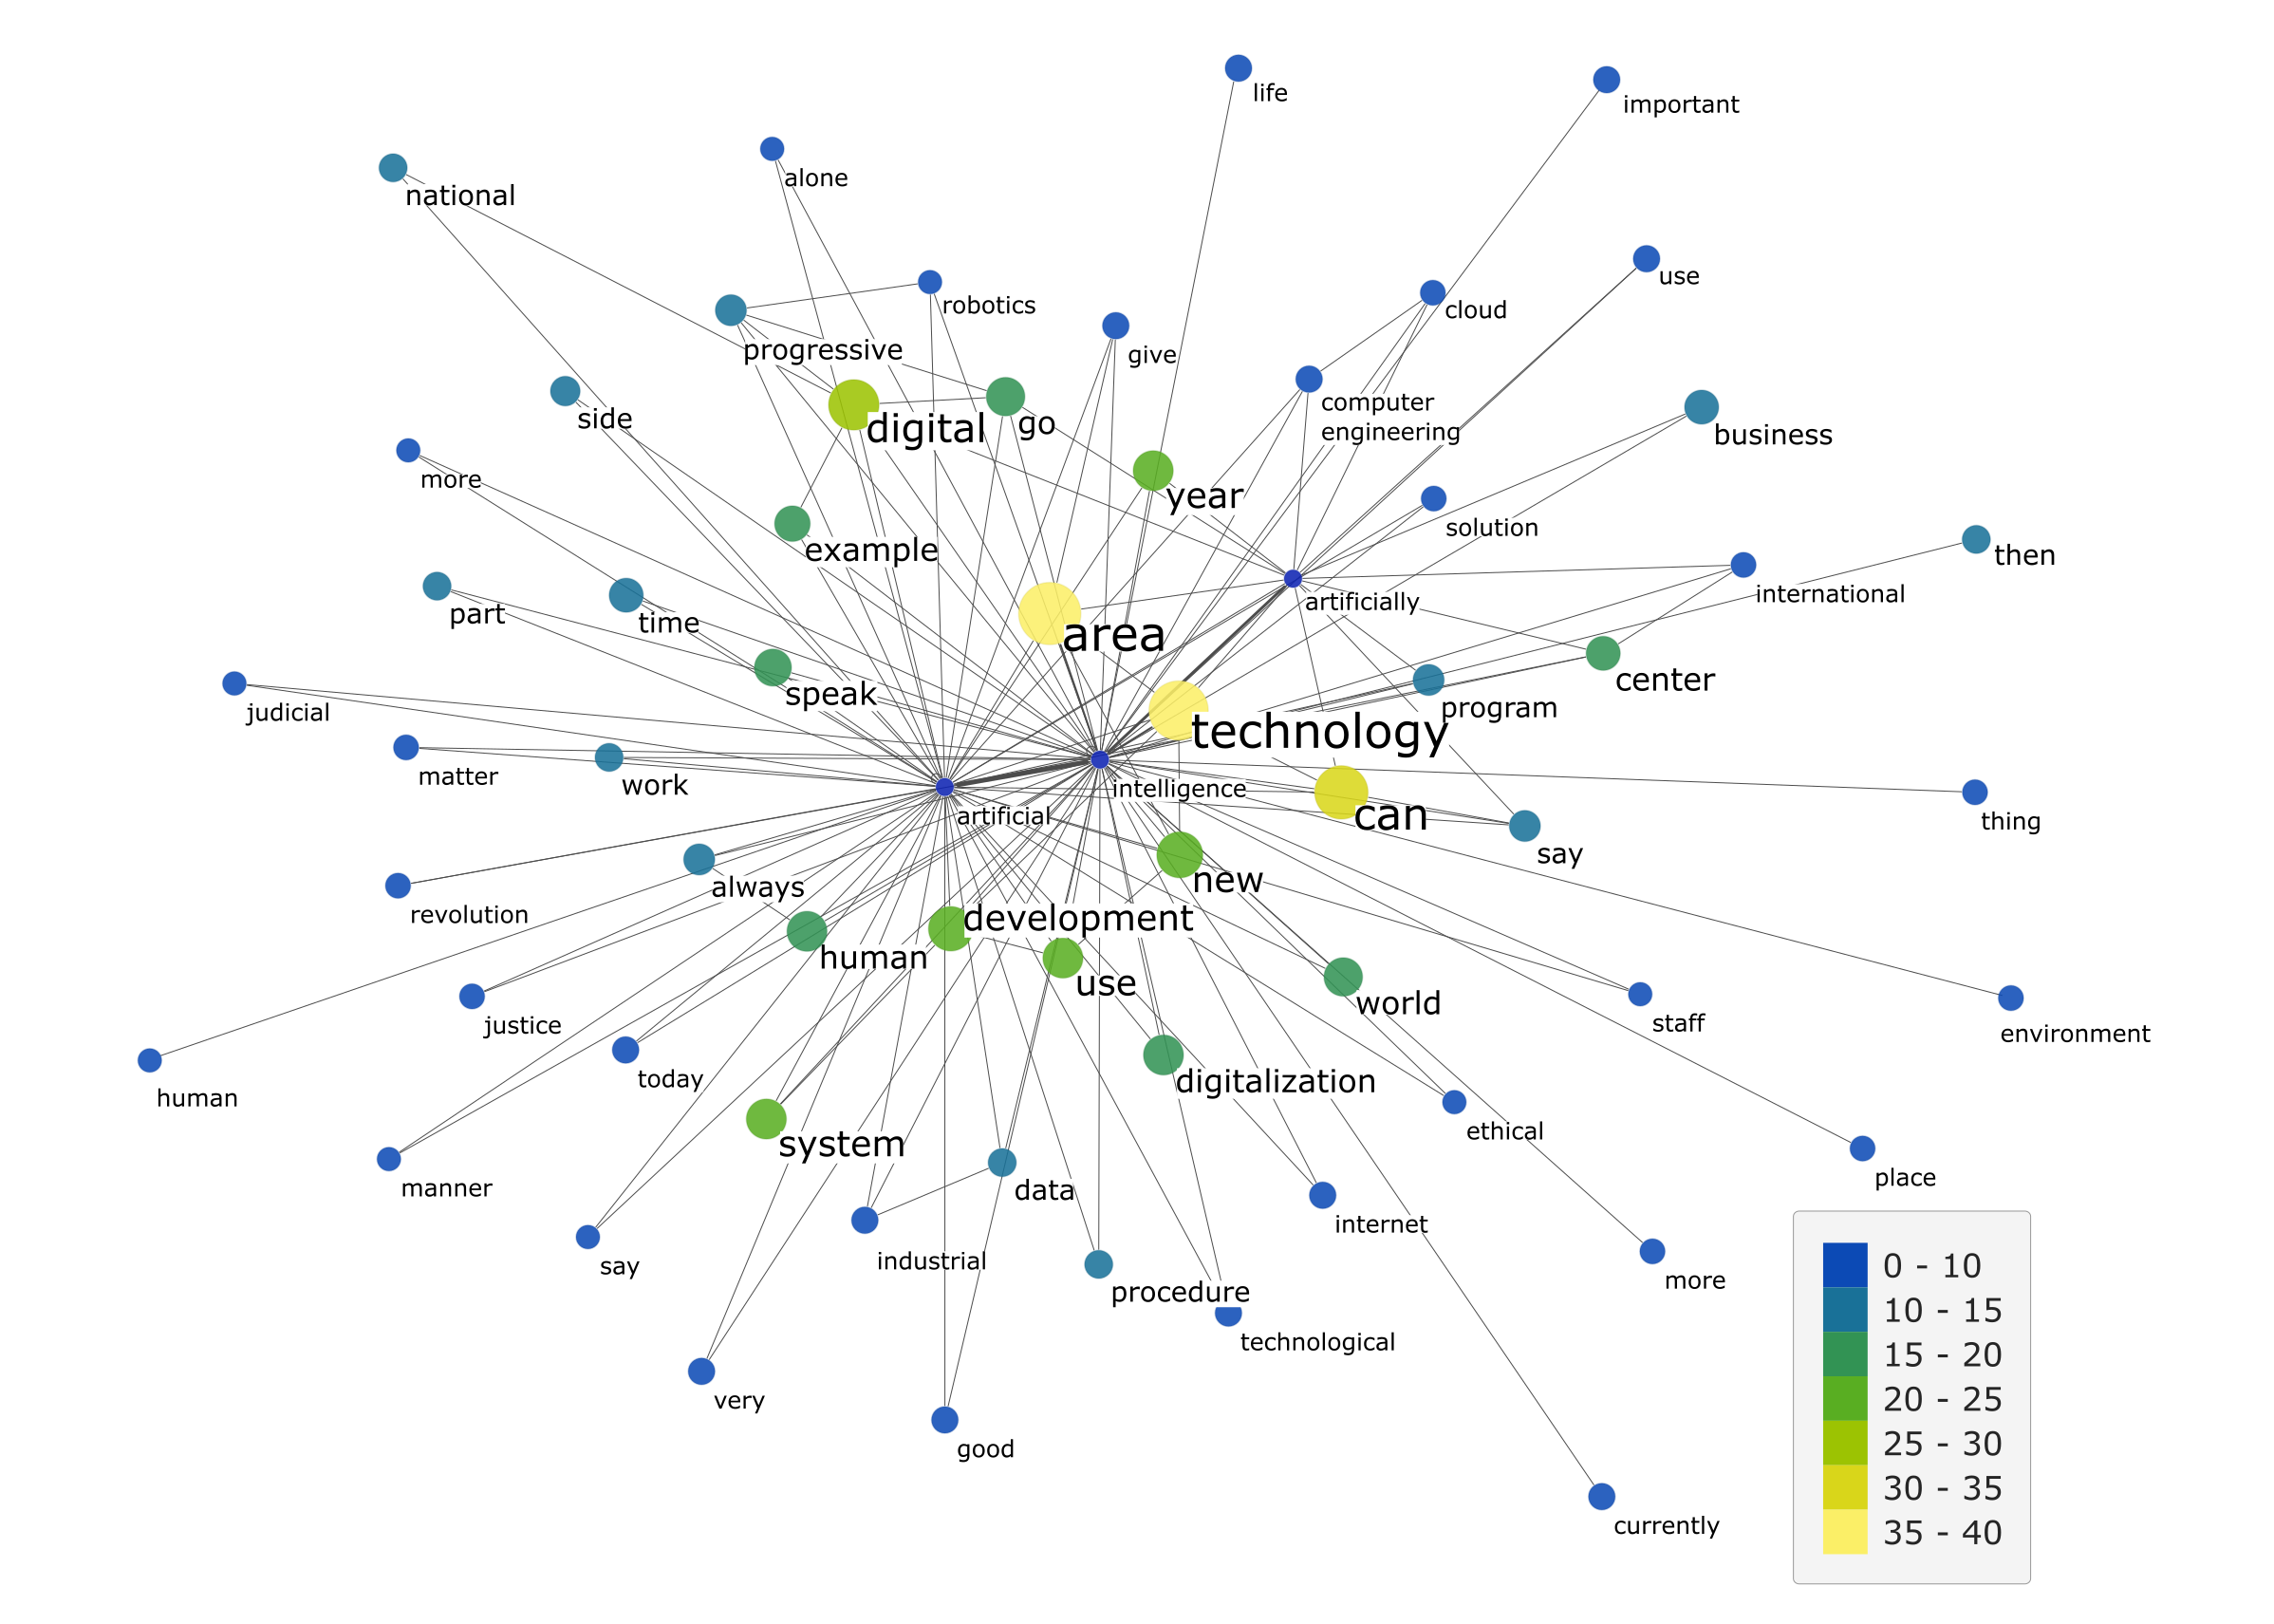 life
important
alone
national
use
robotics
cloud
progressive
give
computer
engineering
side
digital
go
business
more
year
solution
example
then
international
artificially
part
time
area
center
speak
program
judicial
technology
matter
work
intelligence
artificial
can
thing
say
always
new
revolution
development
human
use
world
justice
staff
environment
today
digitalization
human
ethical
system
place
manner
data
internet
say
industrial
procedure
more
technological
very
good
currently
0 - 10
10 - 15
15 - 20
20 - 25
25 - 30
30 - 35
35 - 40